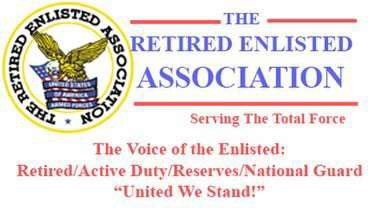 THE RETIRED ENLISTED ASSOCIATION
UNITED STATES
OF AMERICA
ARMED FORCES
THE
RETIRED ENLISTED
ASSOCIATION
Serving The Total Force
The Voice of the Enlisted:
Retired/Active Duty/Reserves/National Guard
“United We Stand!”